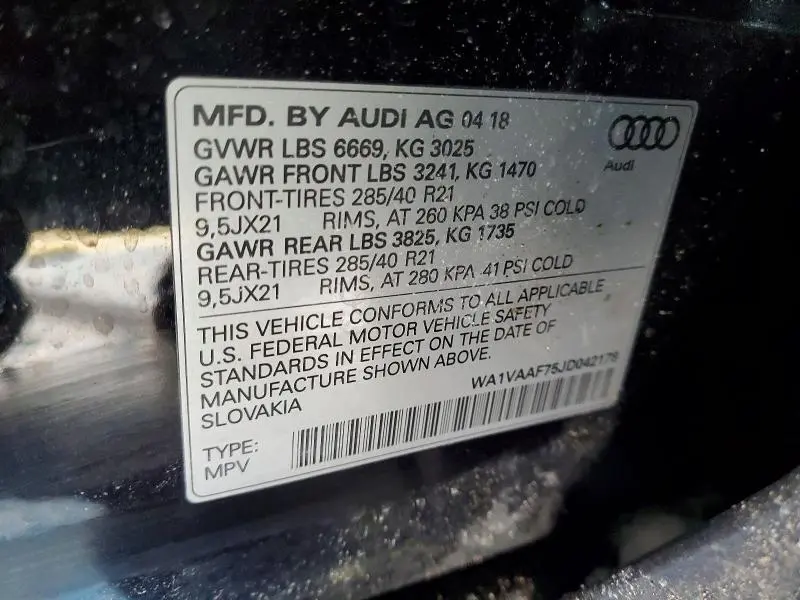 MFD. BY AUDI AG 04 18
GVWR LBS 6669, KG 3025
GAWR FRONT LBS 3241, KG 1470
FRONT-TIRES 285/40 R21
9,5JX21 RIMS, AT 260 KPA 38 PSI COLD
GAWR REAR LBS 3825, KG 1735
REAR-TIRES 285/40 R21
9,5JX21 RIMS, AT 280 KPA 41 PSI COLD
Audi
THIS VEHICLE CONFORMS TO ALL APPLICABLE
U.S. FEDERAL MOTOR VEHICLE SAFETY
STANDARDS IN EFFECT ON THE DATE OF
MANUFACTURE SHOWN ABOVE.
SLOVAKIA
WA1VAAF75JD042176
TYPE:
MPV